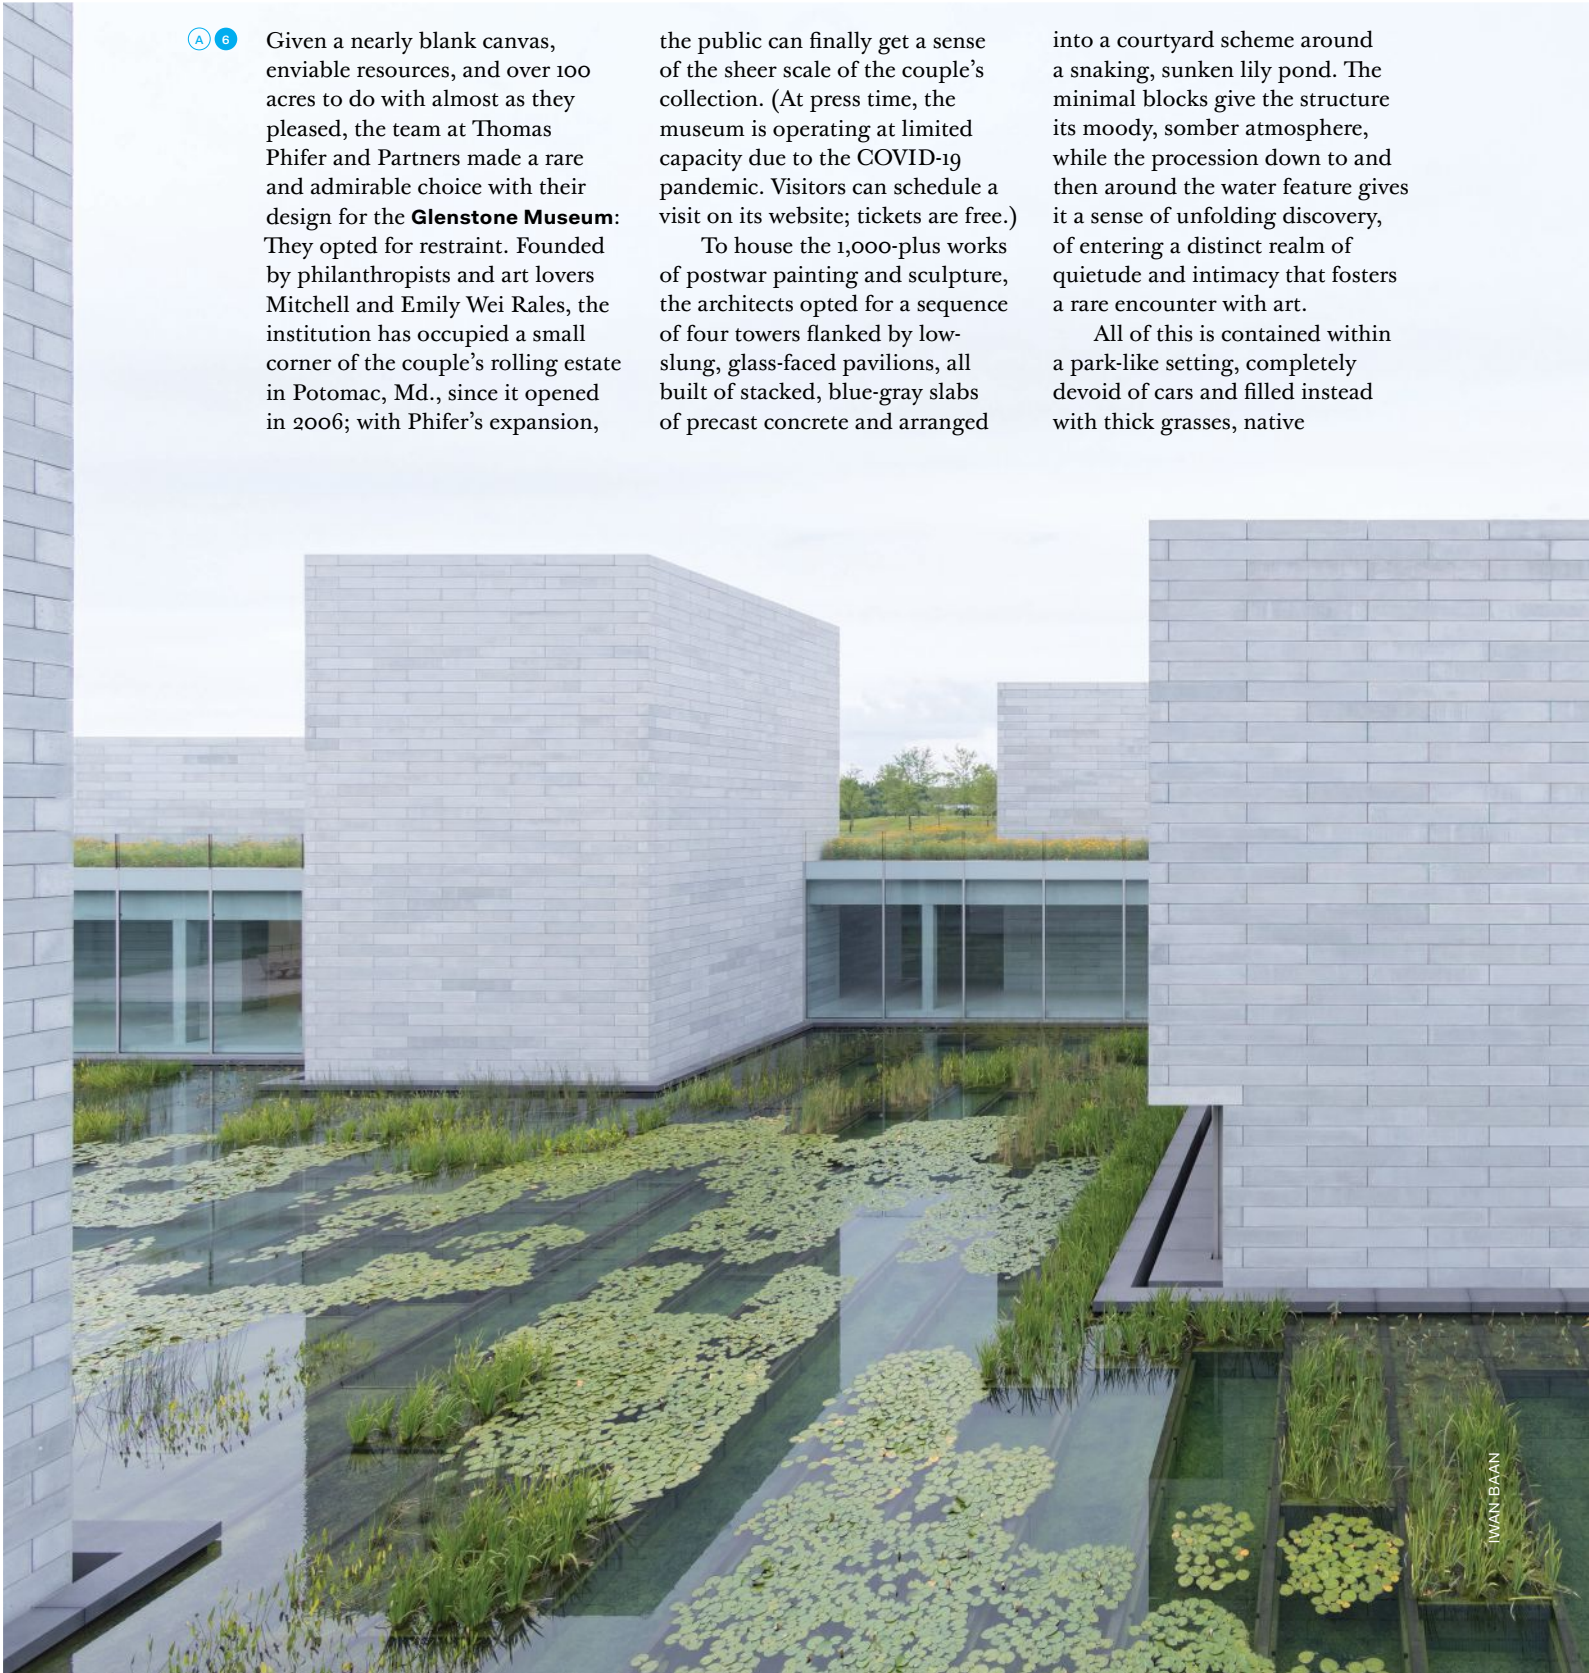 A 6
Given a nearly blank canvas,
enviable resources, and over 100
acres to do with almost as they
pleased, the team at Thomas
Phifer and Partners made a rare
and admirable choice with their
design for the Glenstone Museum:
They opted for restraint. Founded
by philanthropists and art lovers
Mitchell and Emily Wei Rales, the
institution has occupied a small
corner of the couple's rolling estate
in Potomac, Md., since it opened
in 2006; with Phifer's expansion,
the public can finally get a sense
of the sheer scale of the couple's
collection. (At press time, the
museum is operating at limited
capacity due to the COVID-19
pandemic. Visitors can schedule a
visit on its website; tickets are free.)
To house the 1,000-plus works
of postwar painting and sculpture,
the architects opted for a sequence
of four towers flanked by low-
slung, glass-faced pavilions, all
built of stacked, blue-gray slabs
of precast concrete and arranged
into a courtyard scheme around
a snaking, sunken lily pond. The
minimal blocks give the structure
its moody, somber atmosphere,
while the procession down to and
then around the water feature gives
it a sense of unfolding discovery,
of entering a distinct realm of
quietude and intimacy that fosters
a rare encounter with art.
All of this is contained within
a park-like setting, completely
devoid of cars and filled instead
with thick grasses, native
IWAN BAAN